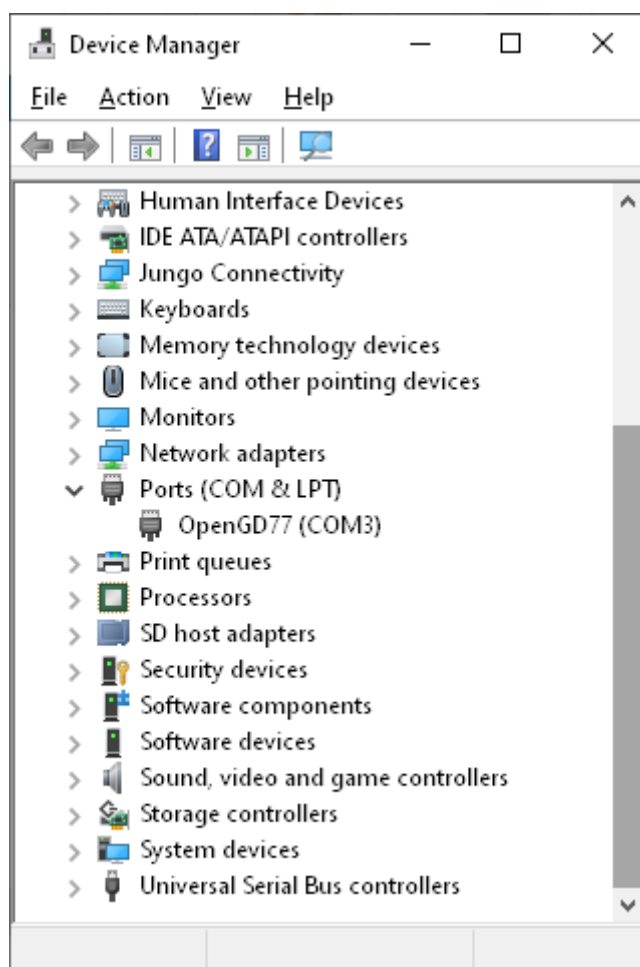 Device Manager
File Action View Help
Human Interface Devices
IDE ATA/ATAPI controllers
Jungo Connectivity
Keyboards
Memory technology devices
Mice and other pointing devices
Monitors
Network adapters
Ports (COM & LPT)
OpenGD77 (COM3)
Print queues
Processors
SD host adapters
Security devices
Software components
Software devices
Sound, video and game controllers
Storage controllers
System devices
Universal Serial Bus controllers